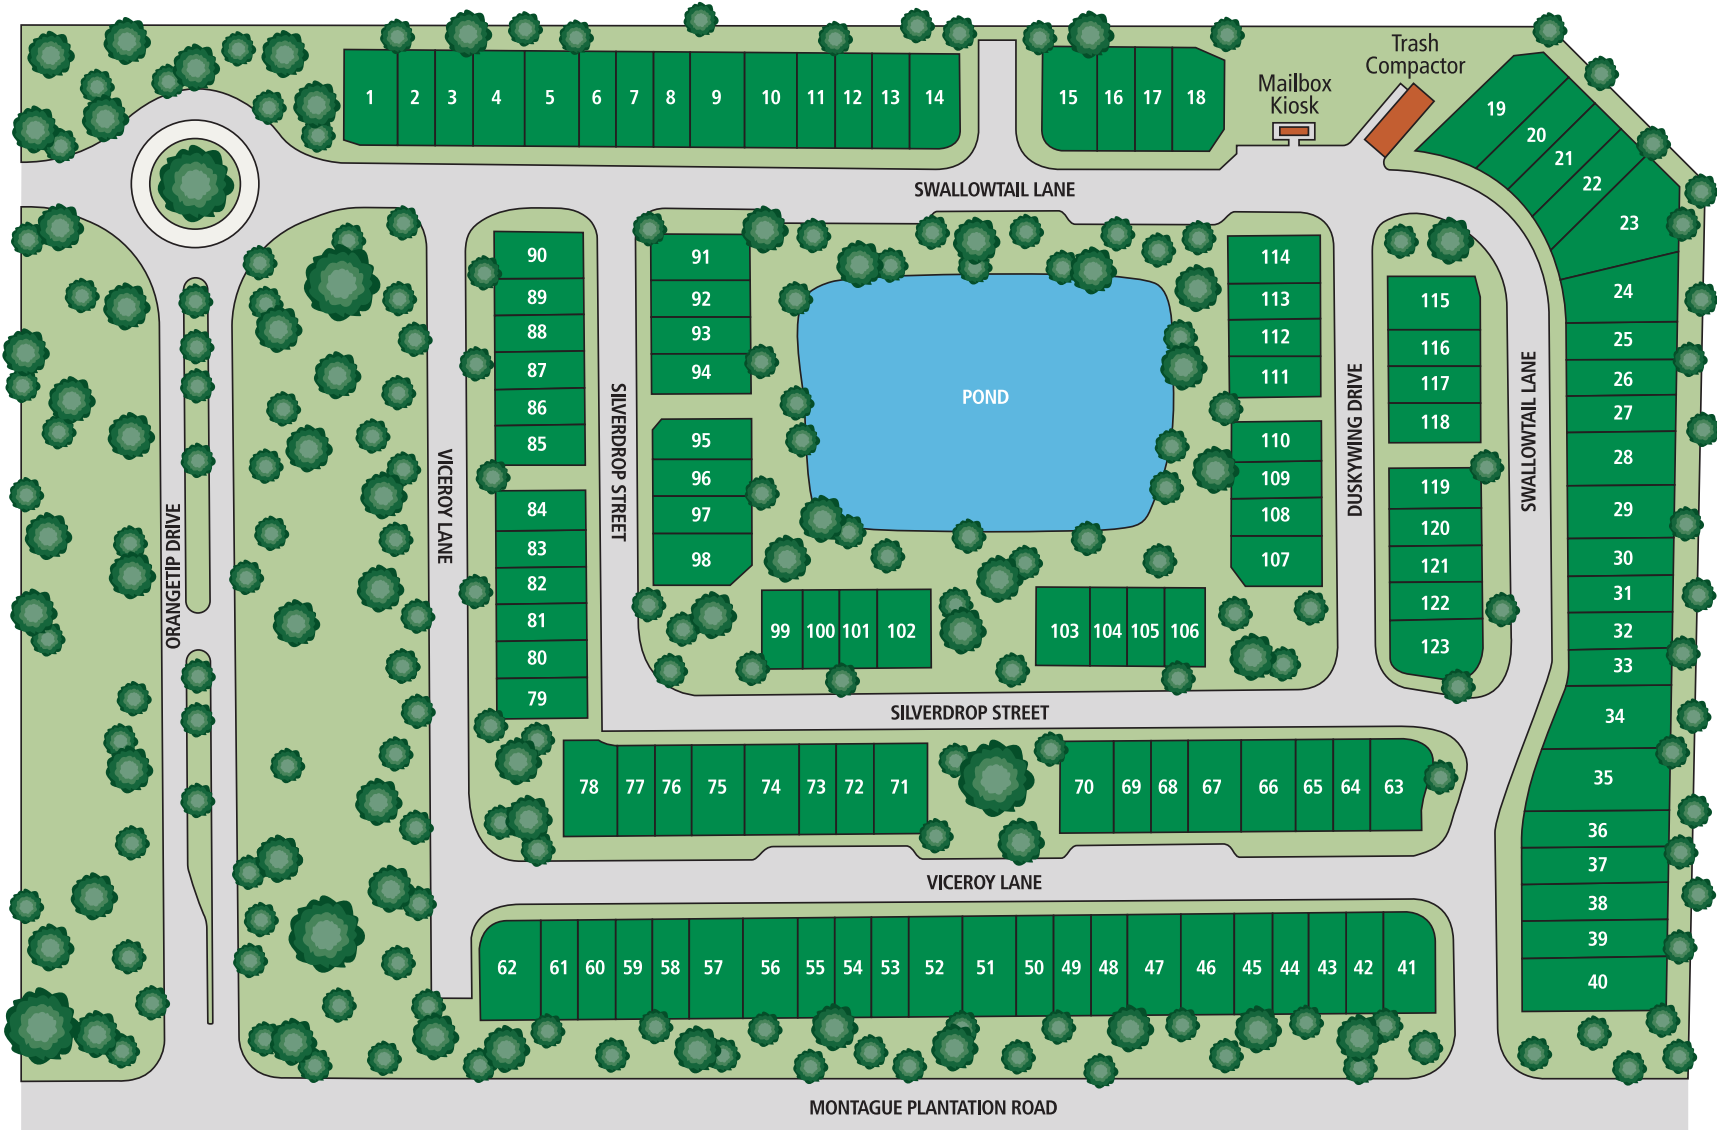 Trash
Compactor
Mailbox
Kiosk
1 2 3 4 5 6 7 8 9 10 11 12 13 14
15 16 17 18
19
20
21
22
23
24
25
26
27
28
29
30
31
32
33
34
35
36
37
38
39
40
SWALLOWTAIL LANE
90
89
88
87
86
85
84
83
82
81
80
79
91
92
93
94
95
96
97
98
POND
114
113
112
111
110
109
108
107
115
116
117
118
119
120
121
122
123
ORANGETIP DRIVE
VICEROY LANE
SILVERDROP STREET
DUSKYWING DRIVE
SWALLOWTAIL LANE
99 100 101 102
103 104 105 106
SILVERDROP STREET
78 77 76 75 74 73 72 71
70 69 68 67 66 65 64 63
VICEROY LANE
62 61 60 59 58 57 56 55 54 53 52 51 50 49 48 47 46 45 44 43 42 41
MONTAGUE PLANTATION ROAD